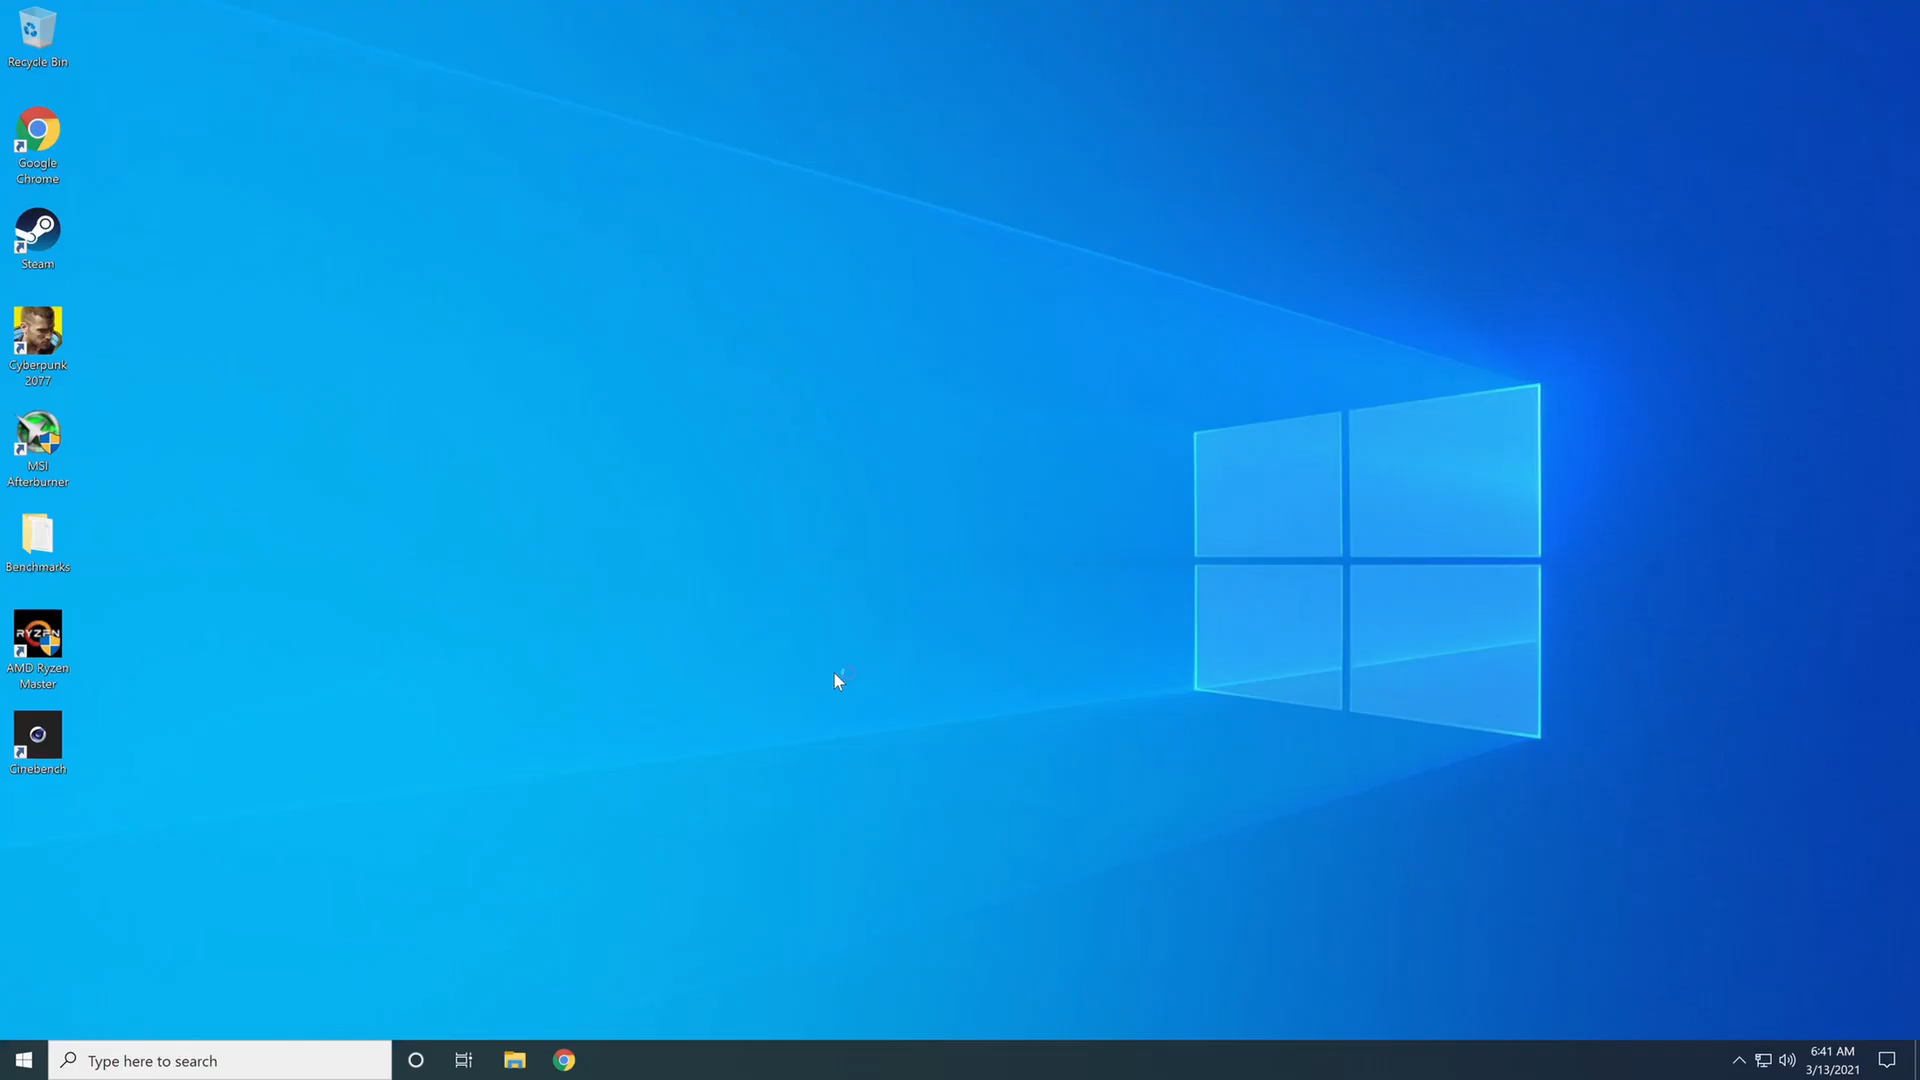 Recycle Bin
Google
Chrome
Steam
Cyberpunk
2077
MSI
Afterburner
Benchmarks
RYZEN
AMD Ryzen
Master
Cinebench
Type here to search
6:41 AM
3/13/2021